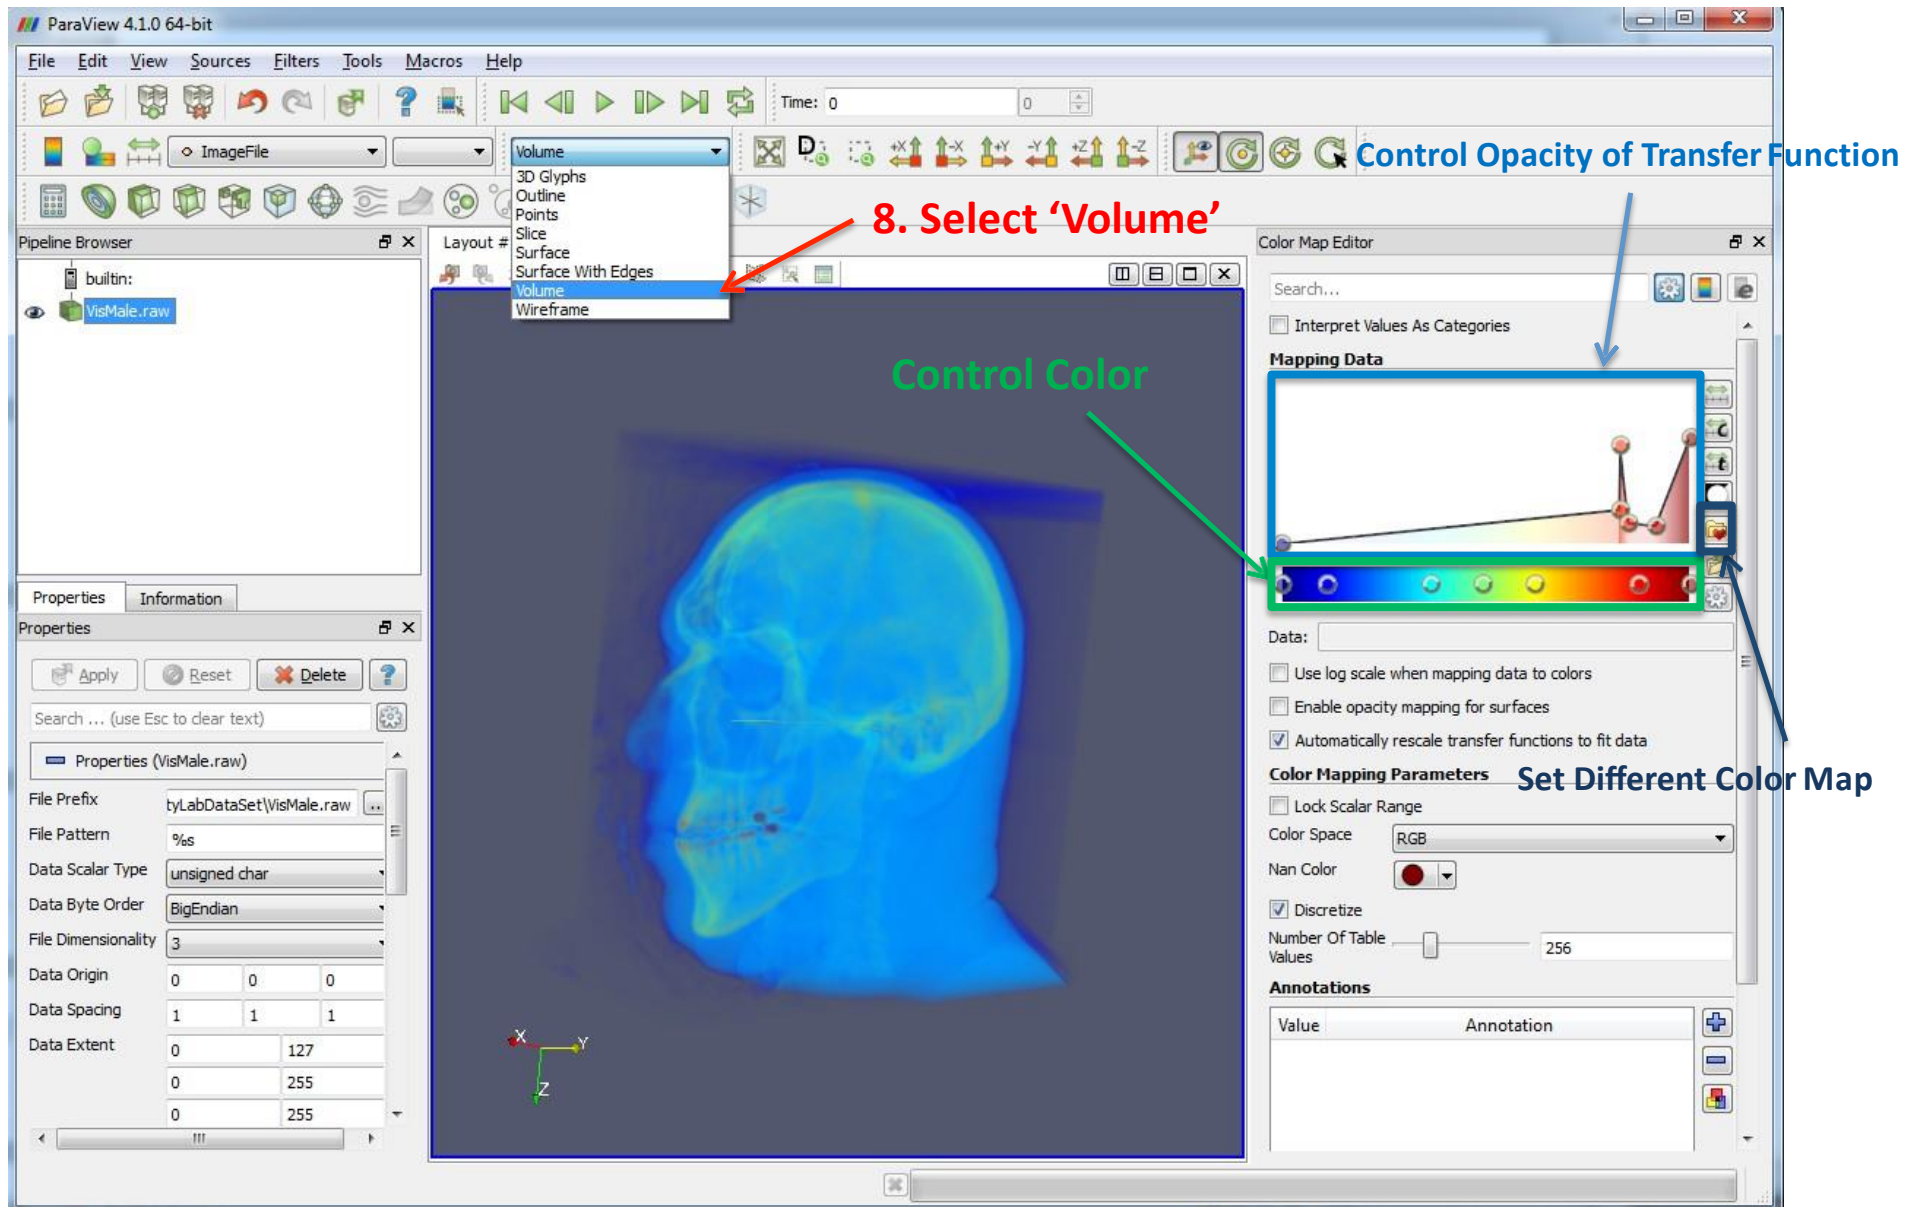 ParaView 4.1.0 64-bit
File Edit View Sources Filters Tools Macros Help
Time: 0 0
ImageFile Volume
Control Opacity of Transfer Function
3D Glyphs
Outline
Points
Slice
Surface
Surface With Edges
Volume
Wireframe
8. Select ‘Volume’
Pipeline Browser
builtin:
VisMale.raw
Layout #
Control Color
Color Map Editor
Search...
Interpret Values As Categories
Mapping Data
Data:
Use log scale when mapping data to colors
Enable opacity mapping for surfaces
Automatically rescale transfer functions to fit data
Color Mapping Parameters
Set Different Color Map
Lock Scalar Range
Color Space RGB
Nan Color
Discretize
Number Of Table Values 256
Annotations
Value Annotation
Properties Information
Properties
Apply Reset Delete
Search ... (use Esc to clear text)
Properties (VisMale.raw)
File Prefix tyLabDataSet\VisMale.raw ..
File Pattern %s
Data Scalar Type unsigned char
Data Byte Order BigEndian
File Dimensionality 3
Data Origin 0 0 0
Data Spacing 1 1 1
Data Extent 0 127
0 255
0 255
X Y
Z